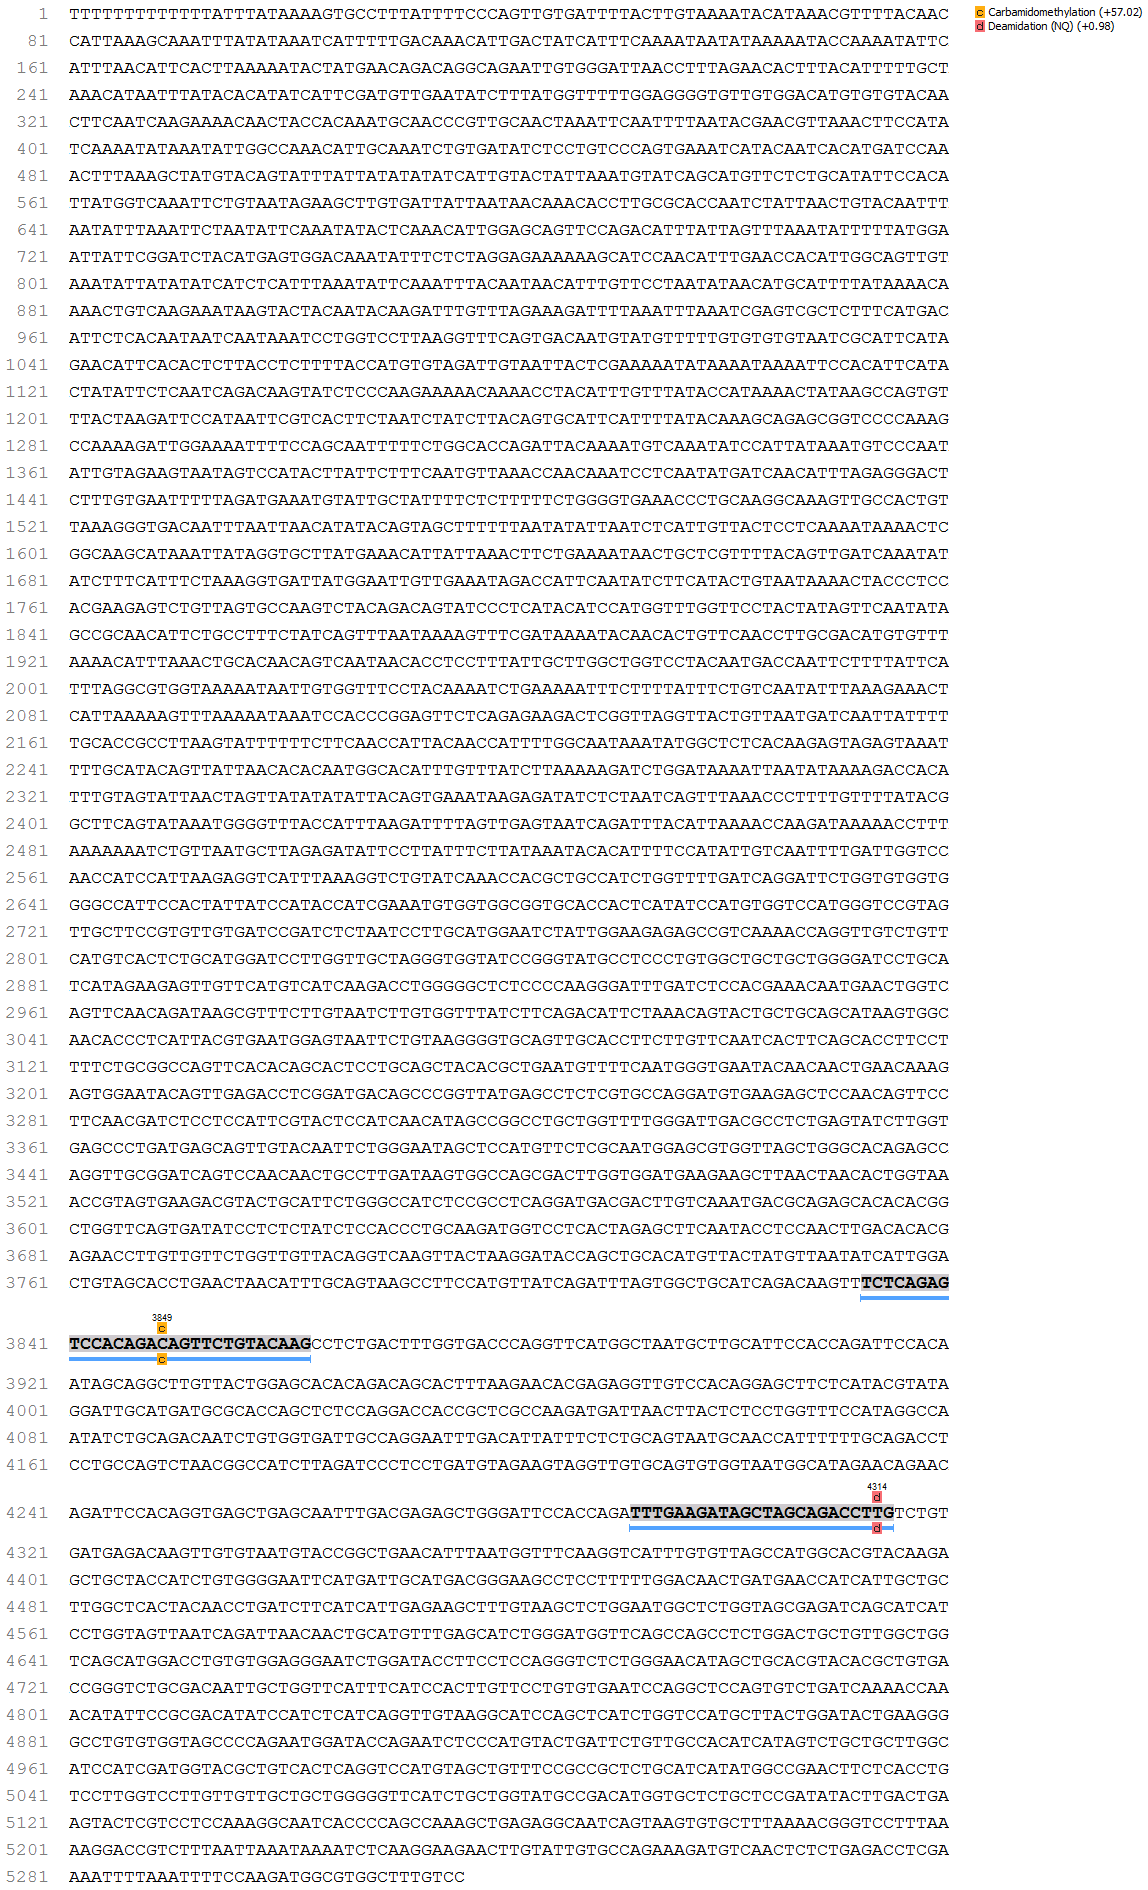 c Carbamidomethylation (+57.02)
d Deamidation (NQ) (+0.98)
1 TTTTTTTTTTTTTTATTTATAAAAGTGCCTTTATTTTCCCAGTTGTGATTTTACTTGTAAAATACATAAACGTTTTACAAC
81 CATTAAAGCAAATTTATATAAATCATTTTTGACAAACATTGACTATCATTTCAAAATAATATAAAAATACCAAAATATTC
161 ATTTAACATTCACTTAAAAATACTATGAACAGACAGGCAGAATTGTGGGATTAACCTTTAGAACACTTTACATTTTTGCT
241 AAACATAATTTATACACATATCATTCGATGTTGAATATCTTTATGGTTTTTGGAGGGGTGTTGTGGACATGTGTGTACAA
321 CTTCAATCAAGAAAACAACTACCACAAATGCAACCCGTTGCAACTAAATTCAATTTTAATACGAACGTTAAACTTCCATA
401 TCAAAATATAAATATTGGCCAAACATTGCAAATCTGTGATATCTCCTGTCCCAGTGAAATCATACAATCACATGATCCAA
481 ACTTTAAAGCTATGTACAGTATTTATTATATATATCATTGTACTATTAAATGTATCAGCATGTTCTCTGCATATTCCACA
561 TTATGGTCAAATTCTGTAATAGAAGCTTGTGATTATTAATAACAAACACCTTGCGCACCAATCTATTAACTGTACAATTT
641 AATATTTAAATTCTAATATTCAAATATACTCAAACATTGGAGCAGTTCCAGACATTTATTAGTTTAAATATTTTTATGGA
721 ATTATTCGGATCTACATGAGTGGACAAATATTTCTCTAGGAGAAAAAAGCATCCAACATTTGAACCACATTGGCAGTTGT
801 AAATATTATATATCATCTCATTTAAATATTCAAATTTACAATAACATTTGTTCCTAATATAACATGCATTTTATAAAACA
881 AAACTGTCAAGAAATAAGTACTACAATACAAGATTTGTTTAGAAAGATTTTAAATTTAAATCGAGTCGCTCTTTCATGAC
961 ATTCTCACAATAATCAATAAATCCTGGTCCTTAAGGTTTCAGTGACAATGTATGTTTTTGTGTGTGTAATCGCATTCATA
1041 GAACATTCACACTCTTACCTCTTTTACCATGTGTAGATTGTAATTACTCGAAAAATATAAAATAAAATTCCACATTCATA
1121 CTATATTCTCAATCAGACAAGTATCTCCCAAGAAAAACAAAACCTACATTTGTTTATACCATAAAACTATAAGCCAGTGT
1201 TTACTAAGATTCCATAATTCGTCACTTCTAATCTATCTTACAGTGCATTCATTTTATACAAAGCAGAGCGGTCCCCAAAG
1281 CCAAAAGATTGGAAAATTTTCCAGCAATTTTTCTGGCACCAGATTACAAAATGTCAAATATCCATTATAAATGTCCCAAT
1361 ATTGTAGAAGTAATAGTCCATACTTATTCTTTCAATGTTAAACCAACAAATCCTCAATATGATCAACATTTAGAGGGACT
1441 CTTTGTGAATTTTTAGATGAAATGTATTGCTATTTTCTCTTTTTCTGGGGTGAAACCCTGCAAGGCAAAGTTGCCACTGT
1521 TAAAGGGTGACAATTTAATTAACATATACAGTAGCTTTTTTAATATATTAATCTCATTGTTACTCCTCAAAATAAAACTC
1601 GGCAAGCATAAATTATAGGTGCTTATGAAACATTATTAAACTTCTGAAAATAACTGCTCGTTTTACAGTTGATCAAATAT
1681 ATCTTTCATTTCTAAAGGTGATTATGGAATTGTTGAAATAGACCATTCAATATCTTCATACTGTAATAAAACTACCCTCC
1761 ACGAAGAGTCTGTTAGTGCCAAGTCTACAGACAGTATCCCTCATACATCCATGGTTTGGTTCCTACTATAGTTCAATATA
1841 GCCGCAACATTCTGCCTTTCTATCAGTTTAATAAAAGTTTCGATAAAATACAACACTGTTCAACCTTGCGACATGTGTTT
1921 AAAACATTTAAACTGCACAACAGTCAATAACACCTCCTTTATTGCTTGGCTGGTCCTACAATGACCAATTCTTTTATTCA
2001 TTTAGGCGTGGTAAAAATAATTGTGGTTTCCTACAAAATCTGAAAAATTTCTTTTATTTCTGTCAATATTTAAAGAAACT
2081 CATTAAAAAGTTTAAAAATAAATCCACCCGGAGTTCTCAGAGAAGACTCGGTTAGGTTACTGTTAATGATCAATTATTTT
2161 TGCACCGCCTTAAGTATTTTTTCTTCAACCATTACAACCATTTTGGCAATAAATATGGCTCTCACAAGAGTAGAGTAAAT
2241 TTTGCATACAGTTATTAACACACAATGGCACATTTGTTTATCTTAAAAAGATCTGGATAAAATTAATATAAAAGACCACA
2321 TTTGTAGTATTAACTAGTTATATATATTACAGTGAAATAAGAGATATCTCTAATCAGTTTAAACCCTTTTGTTTTATACG
2401 GCTTCAGTATAAATGGGGTTTACCATTTAAGATTTTAGTTGAGTAATCAGATTTACATTAAAACCAAGATAAAAACCTTT
2481 AAAAAAATCTGTTAATGCTTAGAGATATTCCTTATTTCTTATAAATACACATTTTCCATATTGTCAATTTTGATTGGTCC
2561 AACCATCCATTAAGAGGTCATTTAAAGGTCTGTATCAAACCACGCTGCCATCTGGTTTTGATCAGGATTCTGGTGTGGTG
2641 GGGCCATTCCACTATTATCCATACCATCGAAATGTGGTGGCGGTGCACCACTCATATCCATGTGGTCCATGGGTCCGTAG
2721 TTGCTTCCGTGTTGTGATCCGATCTCTAATCCTTGCATGGAATCTATTGGAAGAGAGCCGTCAAAACCAGGTTGTCTGTT
2801 CATGTCACTCTGCATGGATCCTTGGTTGCTAGGGTGGTATCCGGGTATGCCTCCCTGTGGCTGCTGCTGGGGATCCTGCA
2881 TCATAGAAGAGTTGTTCATGTCATCAAGACCTGGGGGCTCTCCCCAAGGGATTTGATCTCCACGAAACAATGAACTGGTC
2961 AGTTCAACAGATAAGCGTTTCTTGTAATCTTGTGGTTTATCTTCAGACATTCTAAACAGTACTGCTGCAGCATAAGTGGC
3041 AACACCCTCATTACGTGAATGGAGTAATTCTGTAAGGGGTGCAGTTGCACCTTCTTGTTCAATCACTTCAGCACCTTCCT
3121 TTTCTGCGGCCAGTTCACACAGCACTCCTGCAGCTACACGCTGAATGTTTTCAATGGGTGAATACAACAACTGAACAAAG
3201 AGTGGAATACAGTTGAGACCTCGGATGACAGCCCGGTTATGAGCCTCTCGTGCCAGGATGTGAAGAGCTCCAACAGTTCC
3281 TTCAACGATCTCCTCCATTCGTACTCCATCAACATAGCCGGCCTGCTGGTTTTGGGATTGACGCCTCTGAGTATCTTGGT
3361 GAGCCCTGATGAGCAGTTGTACAATTCTGGGAATAGCTCCATGTTCTCGCAATGGAGCGTGGTTAGCTGGGCACAGAGCC
3441 AGGTTGCGGATCAGTCCAACAACTGCCTTGATAAGTGGCCAGCGACTTGGTGGATGAAGAAGCTTAACTAACACTGGTAA
3521 ACCGTAGTGAAGACGTACTGCATTCTGGGCCATCTCCGCCTCAGGATGACGACTTGTCAAATGACGCAGAGCACACACGG
3601 CTGGTTCAGTGATATCCTCTCTATCTCCACCCTGCAAGATGGTCCTCACTAGAGCTTCAATACCTCCAACTTGACACACG
3681 AGAACCTTGTTGTTCTGGTTGTTACAGGTCAAGTTACTAAGGATACCAGCTGCACATGTTACTATGTTAATATCATTGGA
3761 CTGTAGCACCTGAACTAACATTTGCAGTAAGCCTTCCATGTTATCAGATTTAGTGGCTGCATCAGACAAGTTTCTCAGAG
3849
c
3841 TCCACAGACAGTTCTGTACAAGCCTCTGACTTTGGTGACCCAGGTTCATGGCTAATGCTTGCATTCCACCAGATTCCACA
c
3921 ATAGCAGGCTTGTTACTGGAGCACACAGACAGCACTTTAAGAACACGAGAGGTTGTCCACAGGAGCTTCTCATACGTATA
4001 GGATTGCATGATGCGCACCAGCTCTCCAGGACCACCGCTCGCCAAGATGATTAACTTACTCTCCTGGTTTCCATAGGCCA
4081 ATATCTGCAGACAATCTGTGGTGATTGCCAGGAATTTGACATTATTTCTCTGCAGTAATGCAACCATTTTTTGCAGACCT
4161 CCTGCCAGTCTAACGGCCATCTTAGATCCCTCCTGATGTAGAAGTAGGTTGTGCAGTGTGGTAATGGCATAGAACAGAAC
4314
d
4241 AGATTCCACAGGTGAGCTGAGCAATTTGACGAGAGCTGGGATTCCACCAGATTTGAAGATAGCTAGCAGACCTTGTCTGT
d
4321 GATGAGACAAGTTGTGTAATGTACCGGCTGAACATTTAATGGTTTCAAGGTCATTTGTGTTAGCCATGGCACGTACAAGA
4401 GCTGCTACCATCTGTGGGGAATTCATGATTGCATGACGGGAAGCCTCCTTTTTGGACAACTGATGAACCATCATTGCTGC
4481 TTGGCTCACTACAACCTGATCTTCATCATTGAGAAGCTTTGTAAGCTCTGGAATGGCTCTGGTAGCGAGATCAGCATCAT
4561 CCTGGTAGTTAATCAGATTAACAACTGCATGTTTGAGCATCTGGGATGGTTCAGCCAGCCTCTGGACTGCTGTTGGCTGG
4641 TCAGCATGGACCTGTGTGGAGGGAATCTGGATACCTTCCTCCAGGGTCTCTGGGAACATAGCTGCACGTACACGCTGTGA
4721 CCGGGTCTGCGACAATTGCTGGTTCATTTCATCCACTTGTTCCTGTGTGAATCCAGGCTCCAGTGTCTGATCAAAACCAA
4801 ACATATTCCGCGACATATCCATCTCATCAGGTTGTAAGGCATCCAGCTCATCTGGTCCATGCTTACTGGATACTGAAGGG
4881 GCCTGTGTGGTAGCCCCAGAATGGATACCAGAATCTCCCATGTACTGATTCTGTTGCCACATCATAGTCTGCTGCTTGGC
4961 ATCCATCGATGGTACGCTGTCACTCAGGTCCATGTAGCTGTTTCCGCCGCTCTGCATCATATGGCCGAACTTCTCACCTG
5041 TCCTTGGTCCTTGTTGTTGCTGCTGGGGGTTCATCTGCTGGTATGCCGACATGGTGCTCTGCTCCGATATACTTGACTGA
5121 AGTACTCGTCCTCCAAAGGCAATCACCCCAGCCAAAGCTGAGAGGCAATCAGTAAGTGTGCTTTAAAACGGGTCCTTTAA
5201 AAGGACCGTCTTTAATTAAATAAAATCTCAAGGAAGAACTTGTATTGTGCCAGAAAGATGTCAACTCTCTGAGACCTCGA
5281 AAATTTTAAATTTTCCAAGATGGCGTGGCTTTGTCC